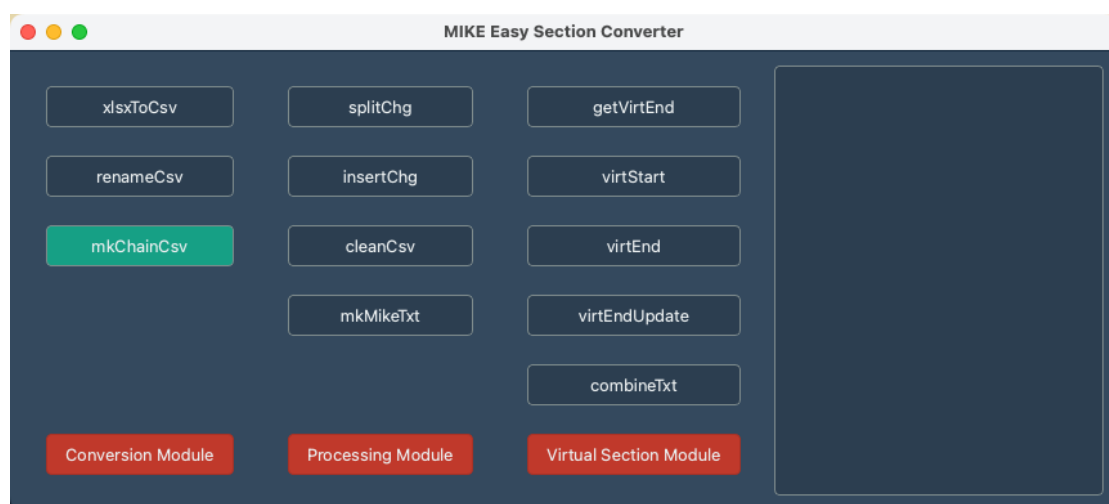 MIKE Easy Section Converter
xlsxToCsv
splitChg
getVirtEnd
renameCsv
insertChg
virtStart
mkChainCsv
cleanCsv
virtEnd
mkMikeTxt
virtEndUpdate
combineTxt
Conversion Module
Processing Module
Virtual Section Module